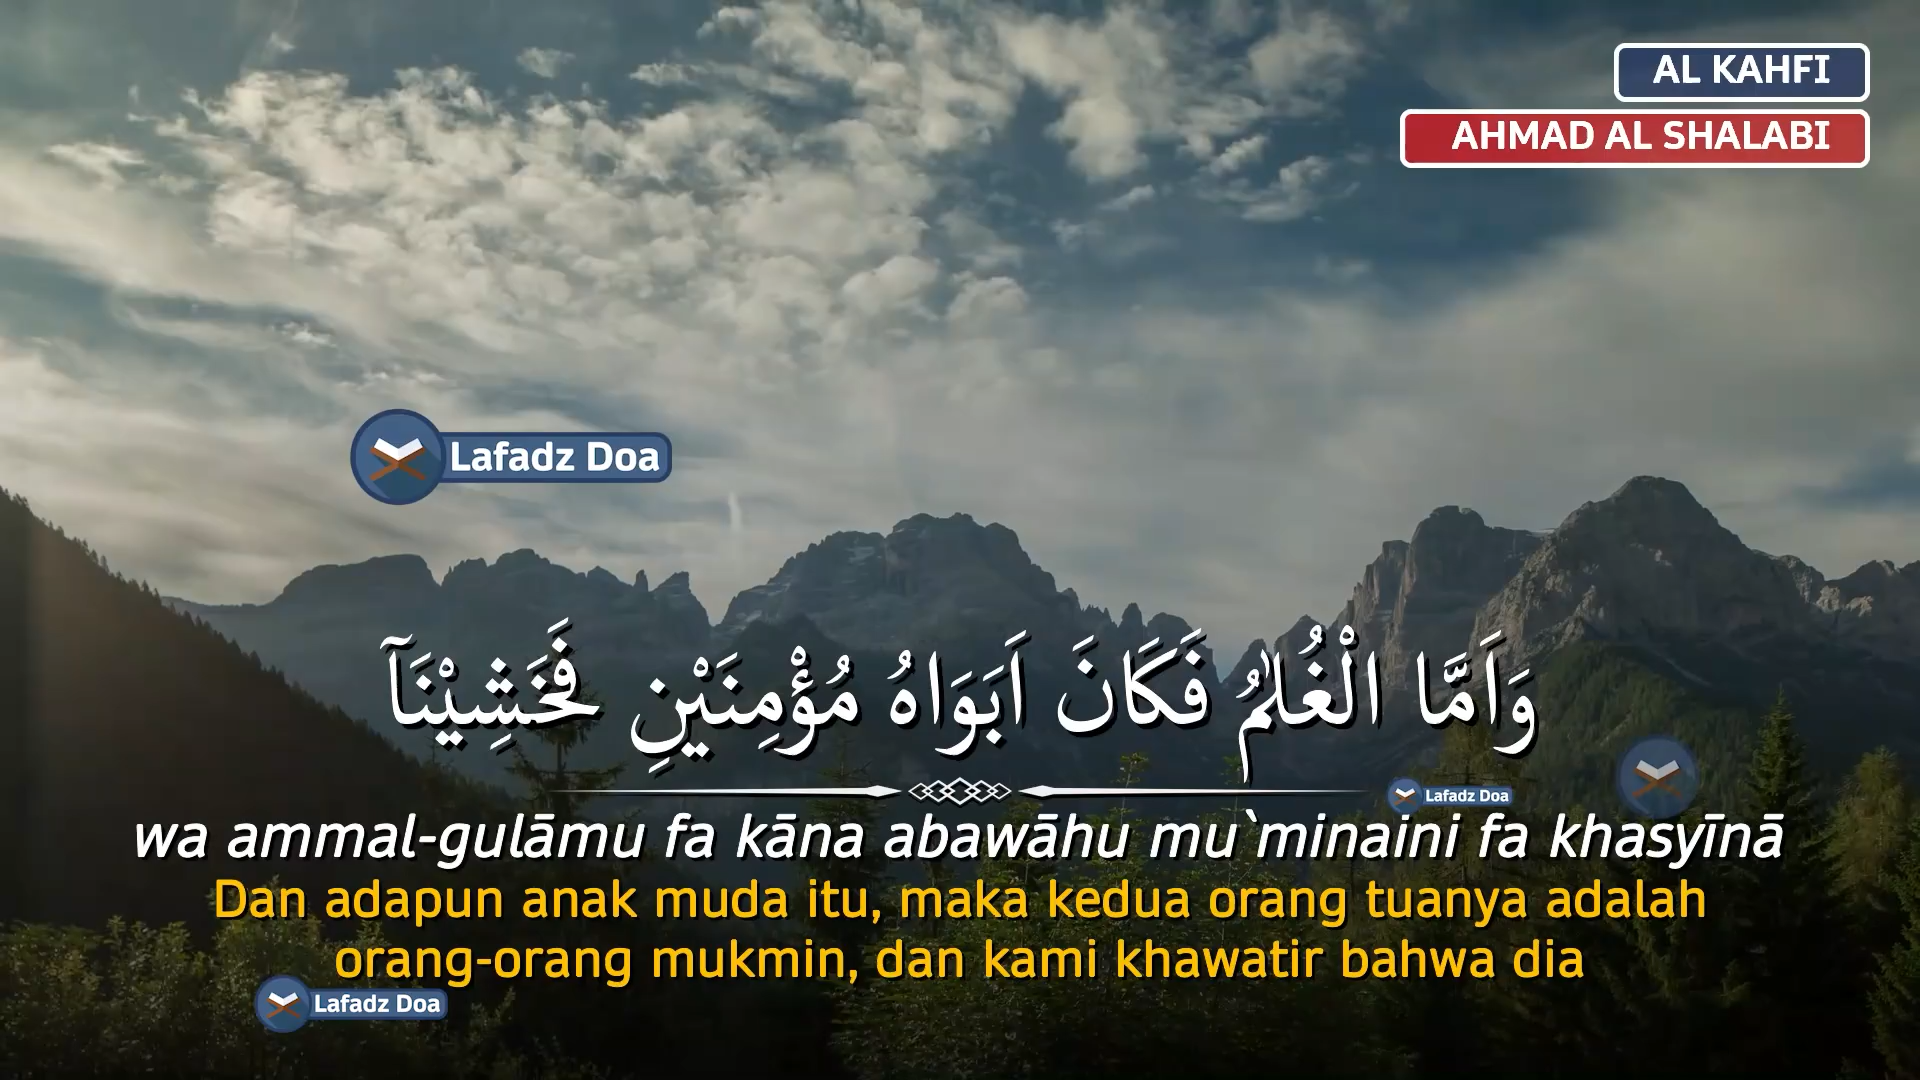 AL KAHFI
AHMAD AL SHALABI
Lafadz Doa
وَاَمَّا الْغُلٰمُ فَكَانَ اَبَوَاهُ مُؤْمِنَيْنِ فَخَشِيْنَآ
Lafadz Doa
wa ammal-gulāmu fa kāna abawāhu mu`minaini fa khasyīnā
Dan adapun anak muda itu, maka kedua orang tuanya adalah
orang-orang mukmin, dan kami khawatir bahwa dia
Lafadz Doa